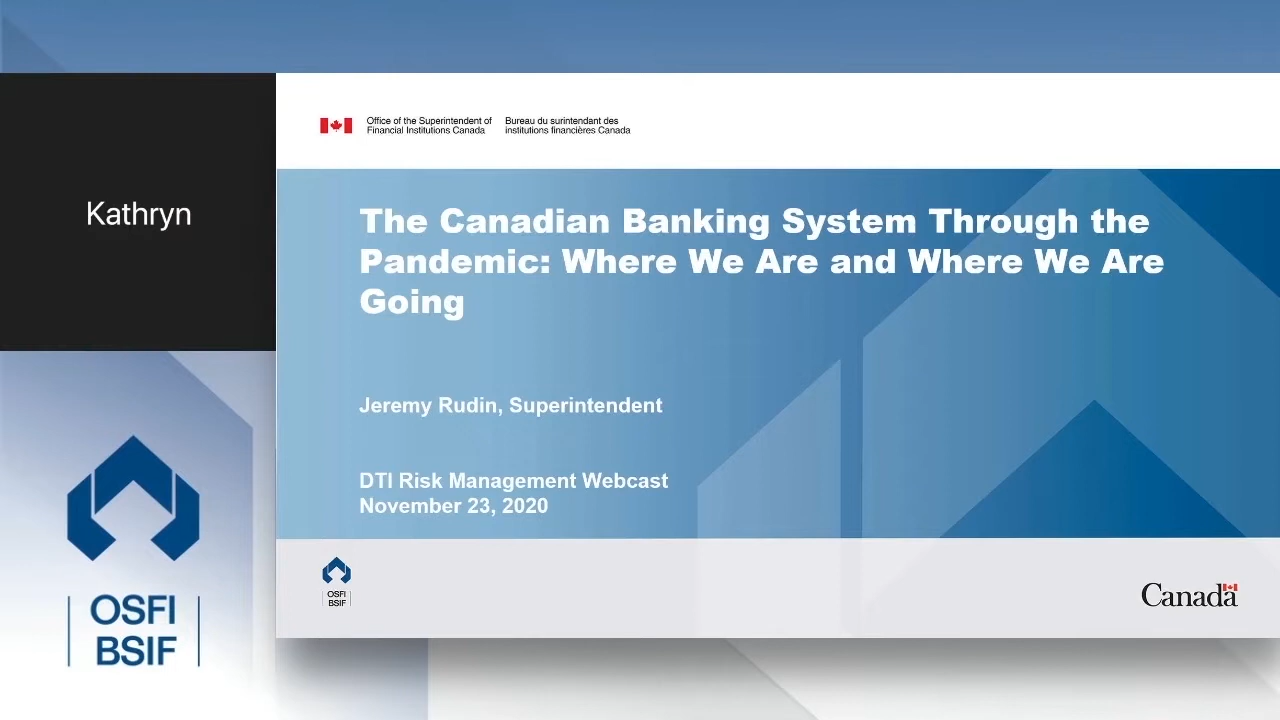 Kathryn
Office of the Superintendent of
Financial Institutions Canada
Bureau du surintendant des
institutions financières Canada
The Canadian Banking System Through the
Pandemic: Where We Are and Where We Are
Going
Jeremy Rudin, Superintendent
DTI Risk Management Webcast
November 23, 2020
OSFI
BSIF
Canada
OSFI
BSIF